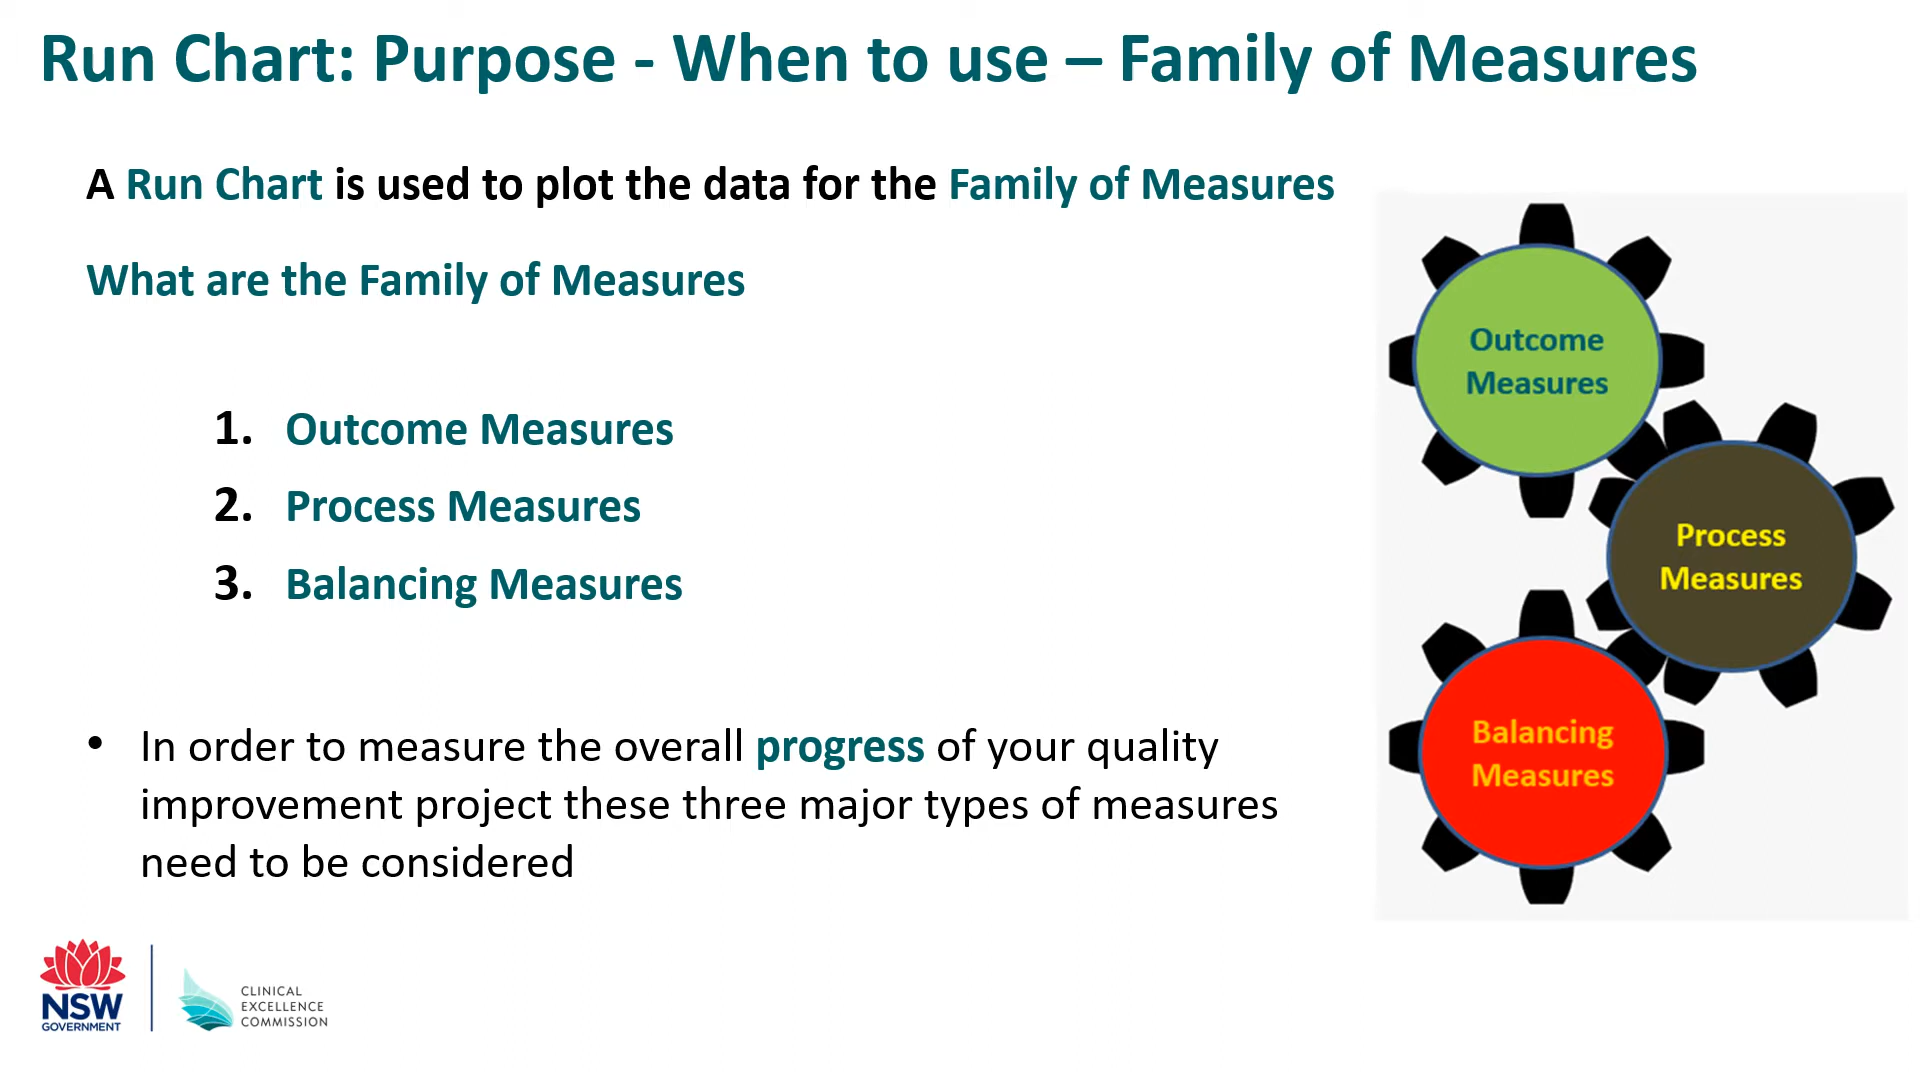 Run Chart: Purpose - When to use – Family of Measures
A Run Chart is used to plot the data for the Family of Measures
What are the Family of Measures
1. Outcome Measures
2. Process Measures
3. Balancing Measures
• In order to measure the overall progress of your quality
improvement project these three major types of measures
need to be considered
Outcome
Measures
Process
Measures
Balancing
Measures
NSW
GOVERNMENT
CLINICAL
EXCELLENCE
COMMISSION